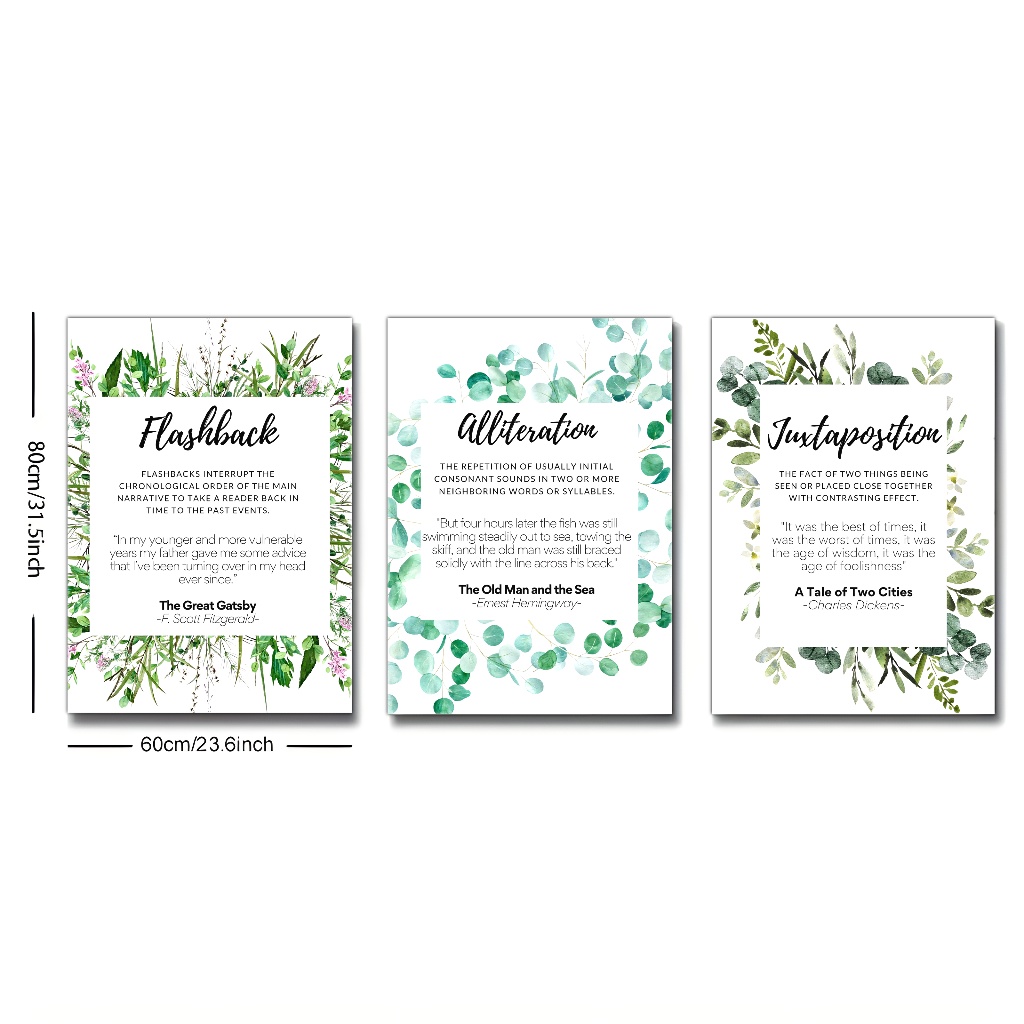 80cm/31.5inch
Flashback
FLASHBACKS INTERRUPT THE
CHRONOLOGICAL ORDER OF THE MAIN
NARRATIVE TO TAKE A READER BACK IN
TIME TO THE PAST EVENTS.
"In my younger and more vulnerable
years my father gave me some advice
that I've been turning over in my head
ever since."
The Great Gatsby
-F. Scott Fitzgerald-
60cm/23.6inch
Alliteration
THE REPETITION OF USUALLY INITIAL
CONSONANT SOUNDS IN TWO OR MORE
NEIGHBORING WORDS OR SYLLABLES.
"But four hours later the fish was still
swimming steadily out to sea, towing the
skiff, and the old man was still braced
solidly with the line across his back."
The Old Man and the Sea
-Ernest Hemingway-
Juxtaposition
THE FACT OF TWO THINGS BEING
SEEN OR PLACED CLOSE TOGETHER
WITH CONTRASTING EFFECT.
"It was the best of times, it
was the worst of times, it was
the age of wisdom, it was the
age of foolishness"
A Tale of Two Cities
-Charles Dickens-